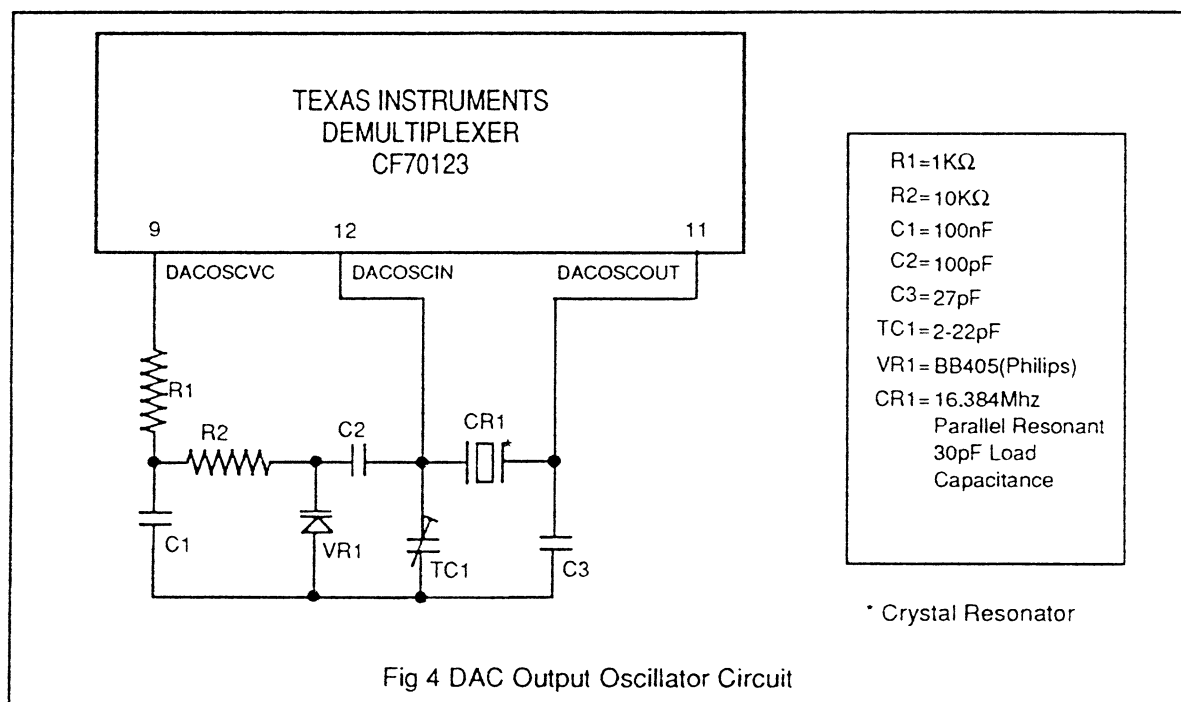 TEXAS INSTRUMENTS
DEMULTIPLEXER
CF70123
9
12
11
DACOSCVC
DACOSCIN
DACOSCOUT
R1
R2
C2
CR1
*
C1
VR1
TC1
C3
R1=1KΩ
R2=10KΩ
C1=100nF
C2=100pF
C3=27pF
TC1=2-22pF
VR1=BB405(Philips)
CR1=16.384Mhz
Parallel Resonant
30pF Load
Capacitance
* Crystal Resonator
Fig 4 DAC Output Oscillator Circuit